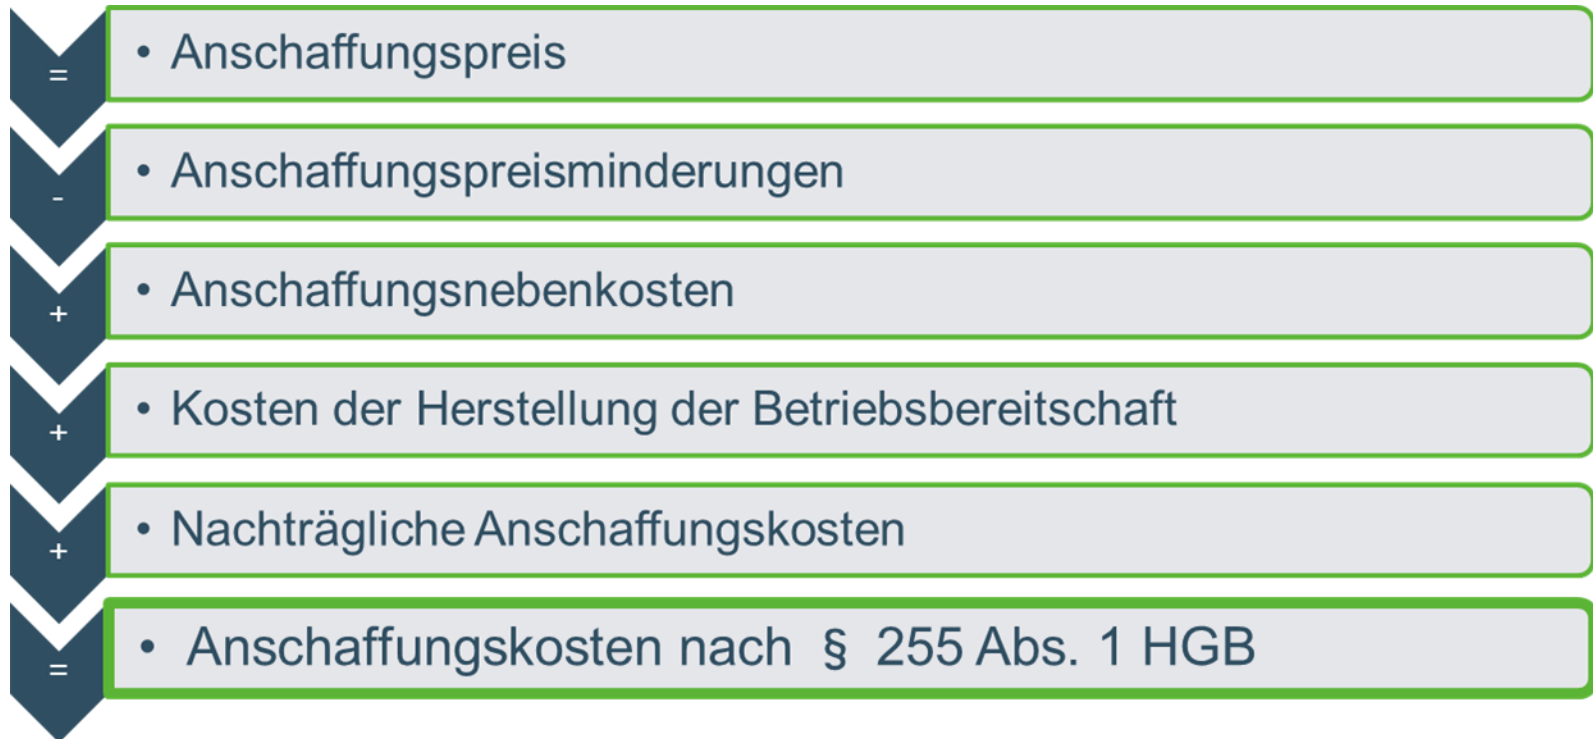 = • Anschaffungspreis
- • Anschaffungspreisminderungen
+ • Anschaffungsnebenkosten
+ • Kosten der Herstellung der Betriebsbereitschaft
+ • Nachträgliche Anschaffungskosten
= • Anschaffungskosten nach § 255 Abs. 1 HGB